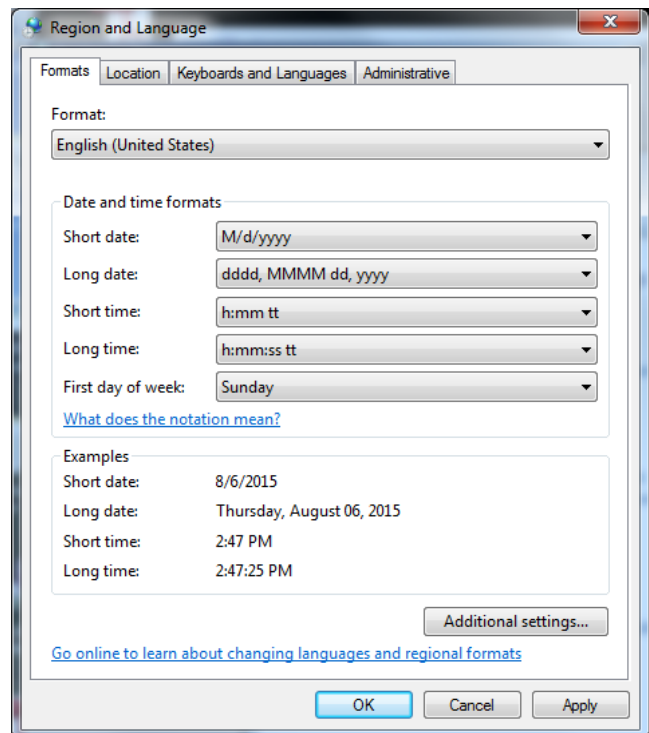 Region and Language
Formats Location Keyboards and Languages Administrative
Format:
English (United States)
Date and time formats
Short date: M/d/yyyy
Long date: dddd, MMMM dd, yyyy
Short time: h:mm tt
Long time: h:mm:ss tt
First day of week: Sunday
What does the notation mean?
Examples
Short date: 8/6/2015
Long date: Thursday, August 06, 2015
Short time: 2:47 PM
Long time: 2:47:25 PM
Additional settings...
Go online to learn about changing languages and regional formats
OK Cancel Apply